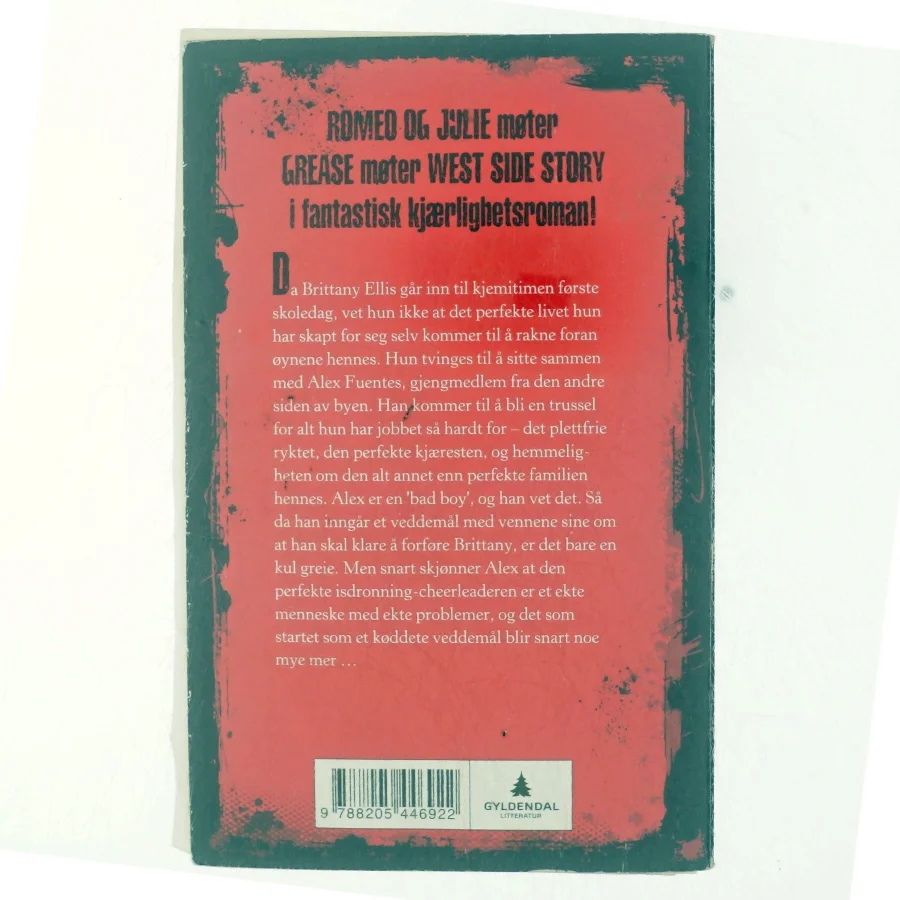 ROMEO OG JULIE møter
GREASE møter WEST SIDE STORY
i fantastisk kjærlighetsroman!
Da Brittany Ellis går inn til kjemitimen første
skoledag, vet hun ikke at det perfekte livet hun
har skapt for seg selv kommer til å rakne foran
øynene hennes. Hun tvinges til å sitte sammen
med Alex Fuentes, gjengmedlem fra den andre
siden av byen. Han kommer til å bli en trussel
for alt hun har jobbet så hardt for – det plettfrie
ryktet, den perfekte kjæresten, og hemmelig-
heten om den alt annet enn perfekte familien
hennes. Alex er en 'bad boy', og han vet det. Så
da han inngår et veddemål med vennene sine om
at han skal klare å forføre Brittany, er det bare en
kul greie. Men snart skjønner Alex at den
perfekte isdronning-cheerleaderen er et ekte
menneske med ekte problemer, og det som
startet som et køddete veddemål blir snart noe
mye mer …
9 788205 446922
GYLDENDAL
LITTERATUR